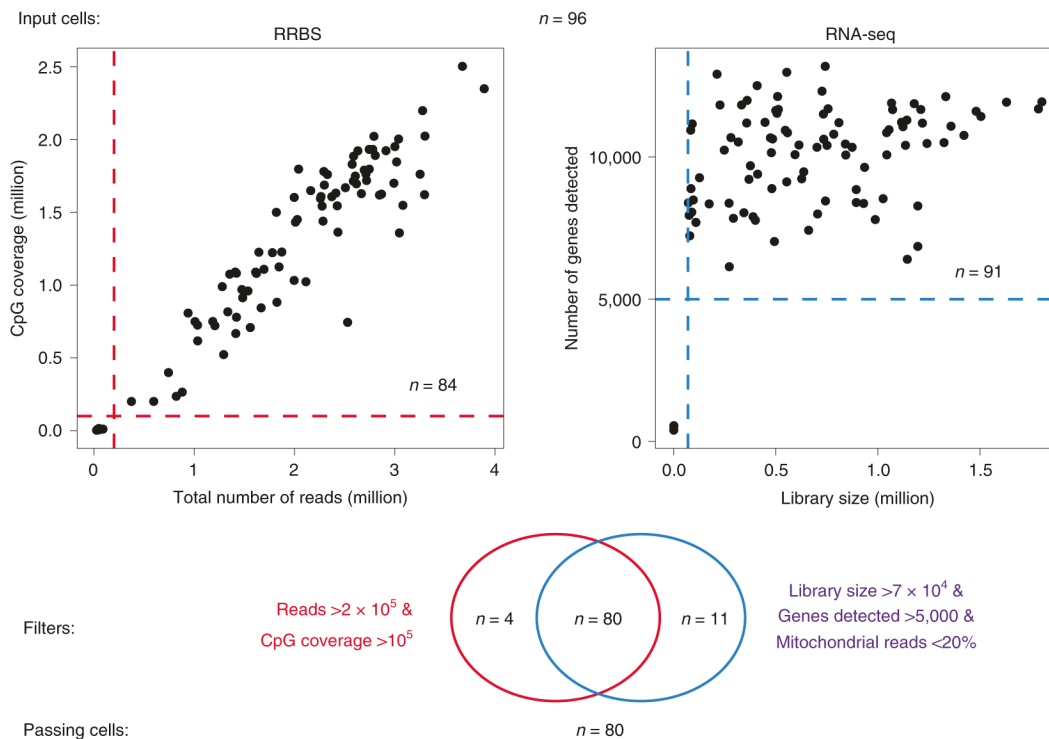 Input cells:
n = 96
RRBS
RNA-seq
CpG coverage (million)
2.5
2.0
1.5
1.0
0.5
0.0
n = 84
0
1
2
3
4
Total number of reads (million)
Number of genes detected
10,000
5,000
0
n = 91
0.0
0.5
1.0
1.5
Library size (million)
Filters:
Reads >2 × 10⁵ &
CpG coverage >10⁵
n = 4
n = 80
n = 11
Library size >7 × 10⁴ &
Genes detected >5,000 &
Mitochondrial reads <20%
Passing cells:
n = 80